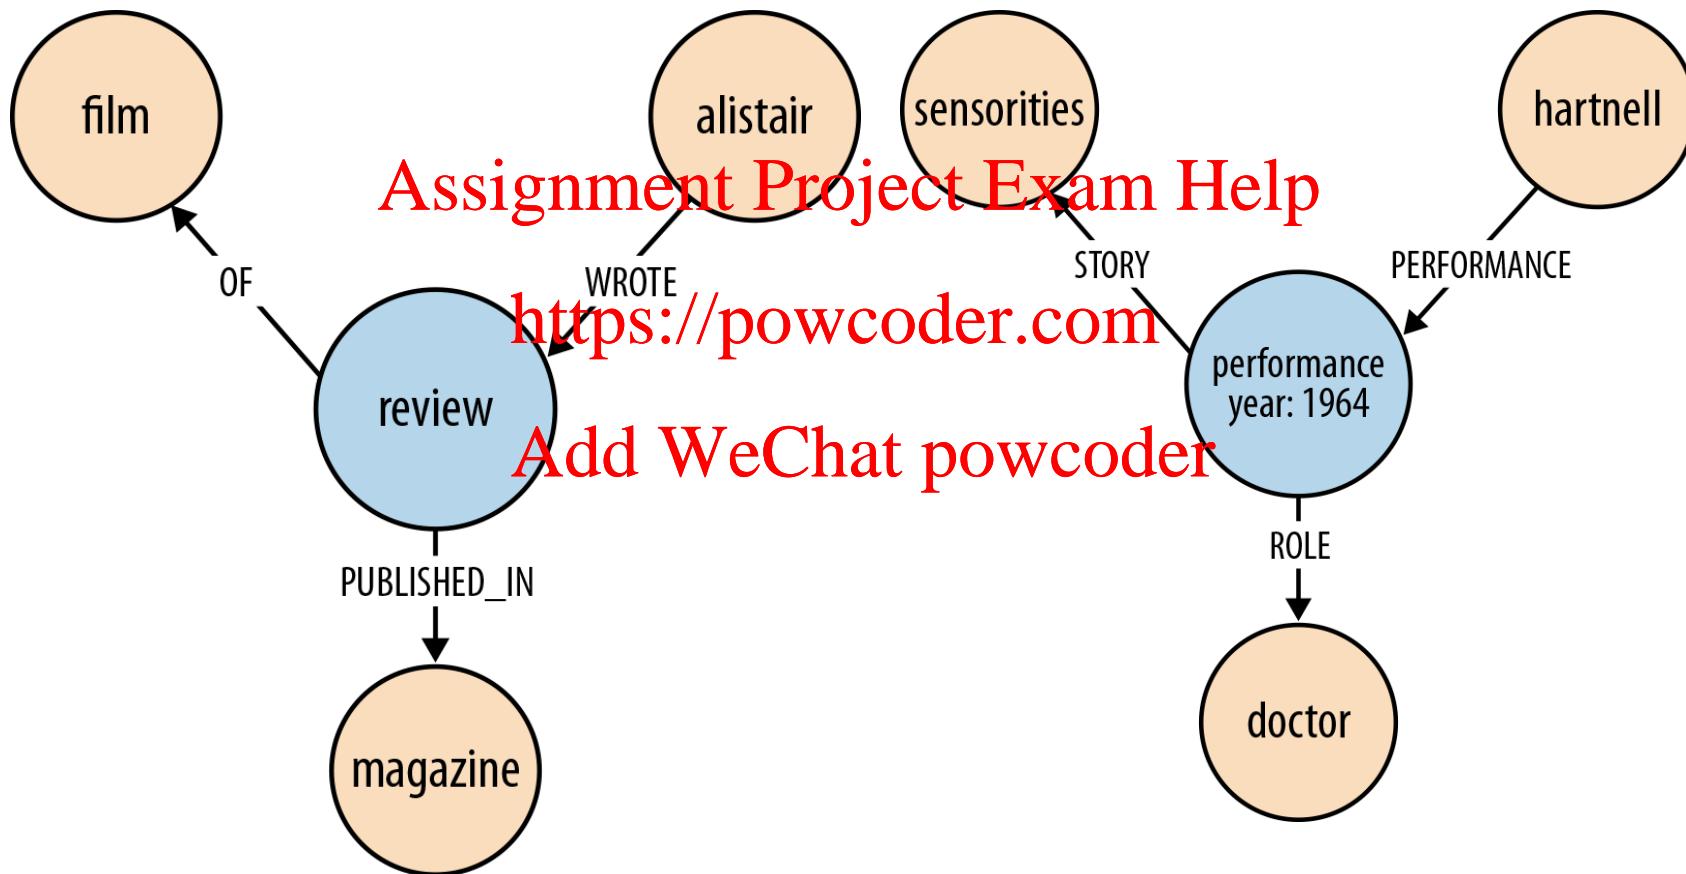 film
alistair
sensorities
hartnell
Assignment Project Exam Help
OF
WROTE
STORY
PERFORMANCE
https://powcoder.com
review
performance
year: 1964
Add WeChat powcoder
PUBLISHED_IN
ROLE
magazine
doctor